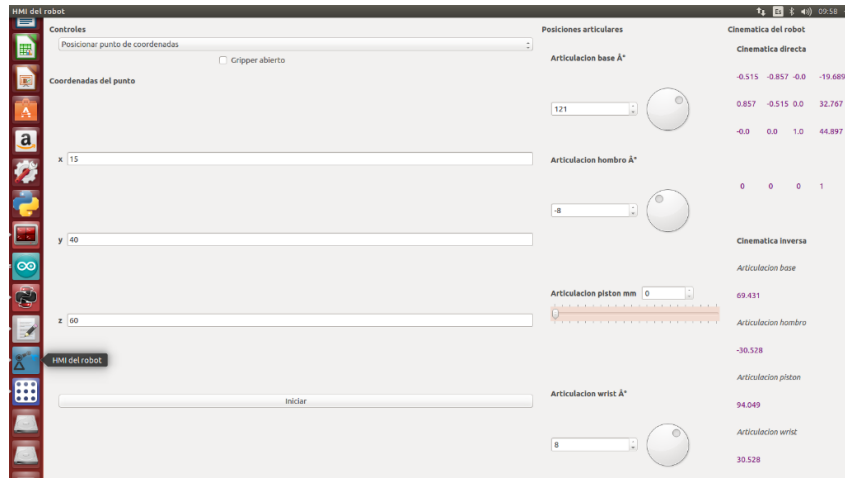 HMI del robot
Es
09:58
Controles
Posicionar punto de coordenadas
Gripper abierto
Coordenadas del punto
x 15
y 40
z 60
HMI del robot
Iniciar
Posiciones articulares
Articulacion base Â°
121
Articulacion hombro Â°
-8
Articulacion piston mm 0
Articulacion wrist Â°
8
Cinematica del robot
Cinematica directa
-0.515 -0.857 -0.0 -19.689
0.857 -0.515 0.0 32.767
-0.0 0.0 1.0 44.897
0 0 0 1
Cinematica inversa
Articulacion base
69.431
Articulacion hombro
-30.528
Articulacion piston
94.049
Articulacion wrist
30.528